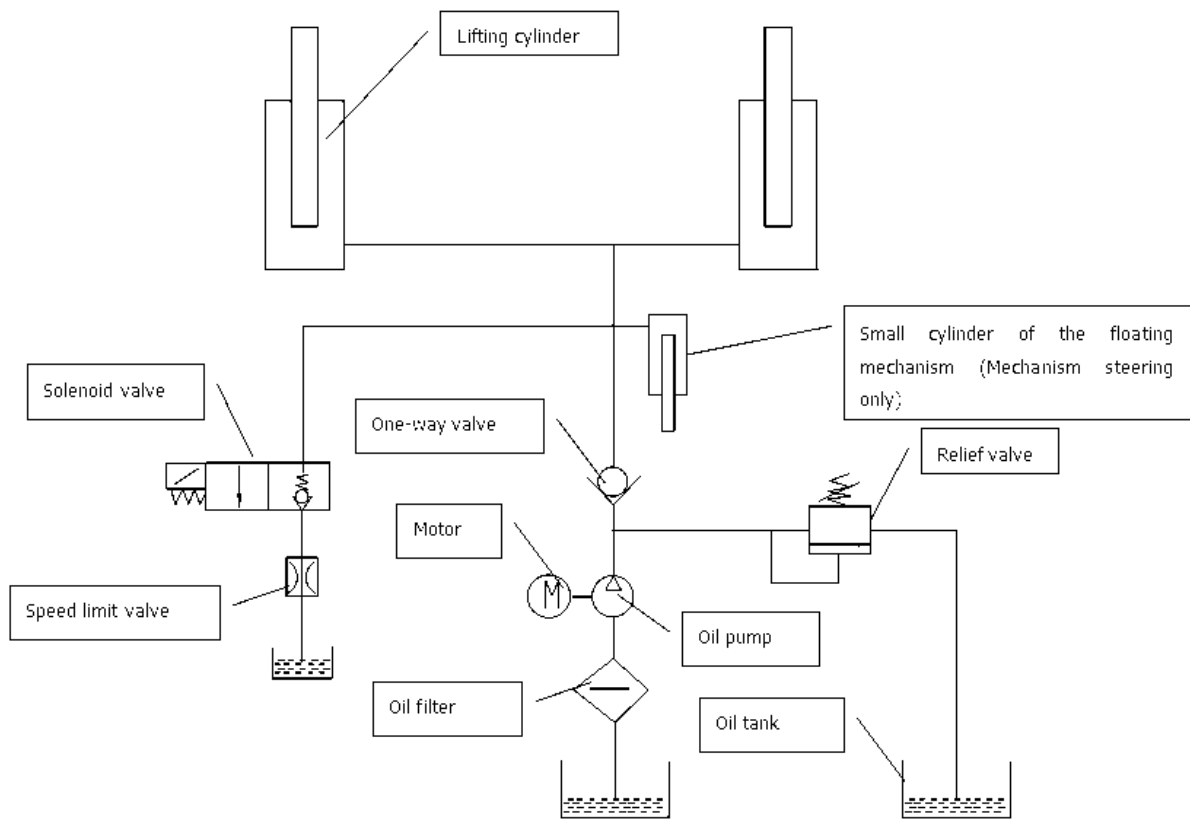 Lifting cylinder
Small cylinder of the floating
mechanism (Mechanism steering
only)
Solenoid valve
One-way valve
Relief valve
Motor
M
Speed limit valve
Oil pump
Oil filter
Oil tank